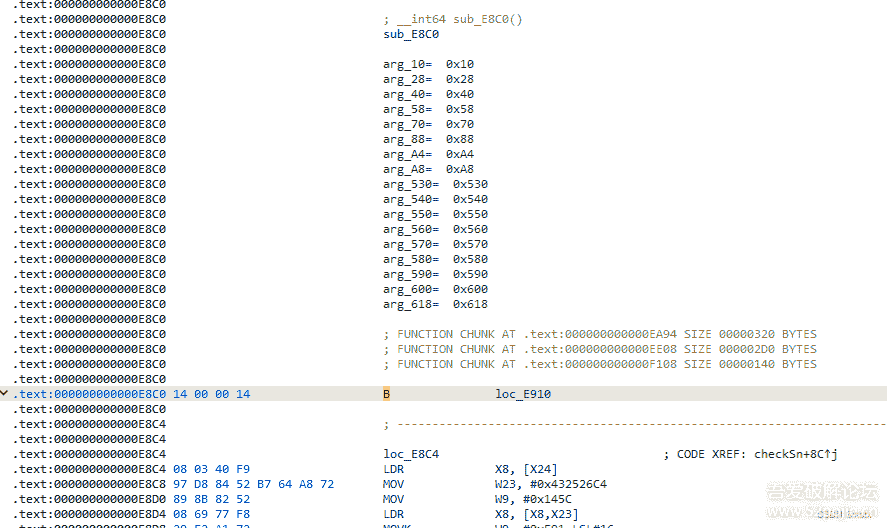 .text:000000000000E8C0
.text:000000000000E8C0 ; __int64 sub_E8C0()
.text:000000000000E8C0 sub_E8C0
.text:000000000000E8C0
.text:000000000000E8C0 arg_10= 0x10
.text:000000000000E8C0 arg_28= 0x28
.text:000000000000E8C0 arg_40= 0x40
.text:000000000000E8C0 arg_58= 0x58
.text:000000000000E8C0 arg_70= 0x70
.text:000000000000E8C0 arg_88= 0x88
.text:000000000000E8C0 arg_A4= 0xA4
.text:000000000000E8C0 arg_A8= 0xA8
.text:000000000000E8C0 arg_530= 0x530
.text:000000000000E8C0 arg_540= 0x540
.text:000000000000E8C0 arg_550= 0x550
.text:000000000000E8C0 arg_560= 0x560
.text:000000000000E8C0 arg_570= 0x570
.text:000000000000E8C0 arg_580= 0x580
.text:000000000000E8C0 arg_590= 0x590
.text:000000000000E8C0 arg_600= 0x600
.text:000000000000E8C0 arg_618= 0x618
.text:000000000000E8C0
.text:000000000000E8C0 ; FUNCTION CHUNK AT .text:000000000000EA94 SIZE 00000320 BYTES
.text:000000000000E8C0 ; FUNCTION CHUNK AT .text:000000000000EE08 SIZE 000002D0 BYTES
.text:000000000000E8C0 ; FUNCTION CHUNK AT .text:000000000000F108 SIZE 00000140 BYTES
.text:000000000000E8C0
.text:000000000000E8C0 14 00 00 14 B loc_E910
.text:000000000000E8C0
.text:000000000000E8C4 ; ---------------------------------------------------------------------------
.text:000000000000E8C4
.text:000000000000E8C4 loc_E8C4 ; CODE XREF: checkSn+8C↑j
.text:000000000000E8C4 08 03 40 F9 LDR X8, [X24]
.text:000000000000E8C8 97 D8 84 52 B7 64 A8 72 MOV W23, #0x432526C4
.text:000000000000E8D0 89 8B 82 52 MOV W9, #0x145C
.text:000000000000E8D4 08 69 77 F8 LDR X8, [X8,X23]
吾爱破解论坛